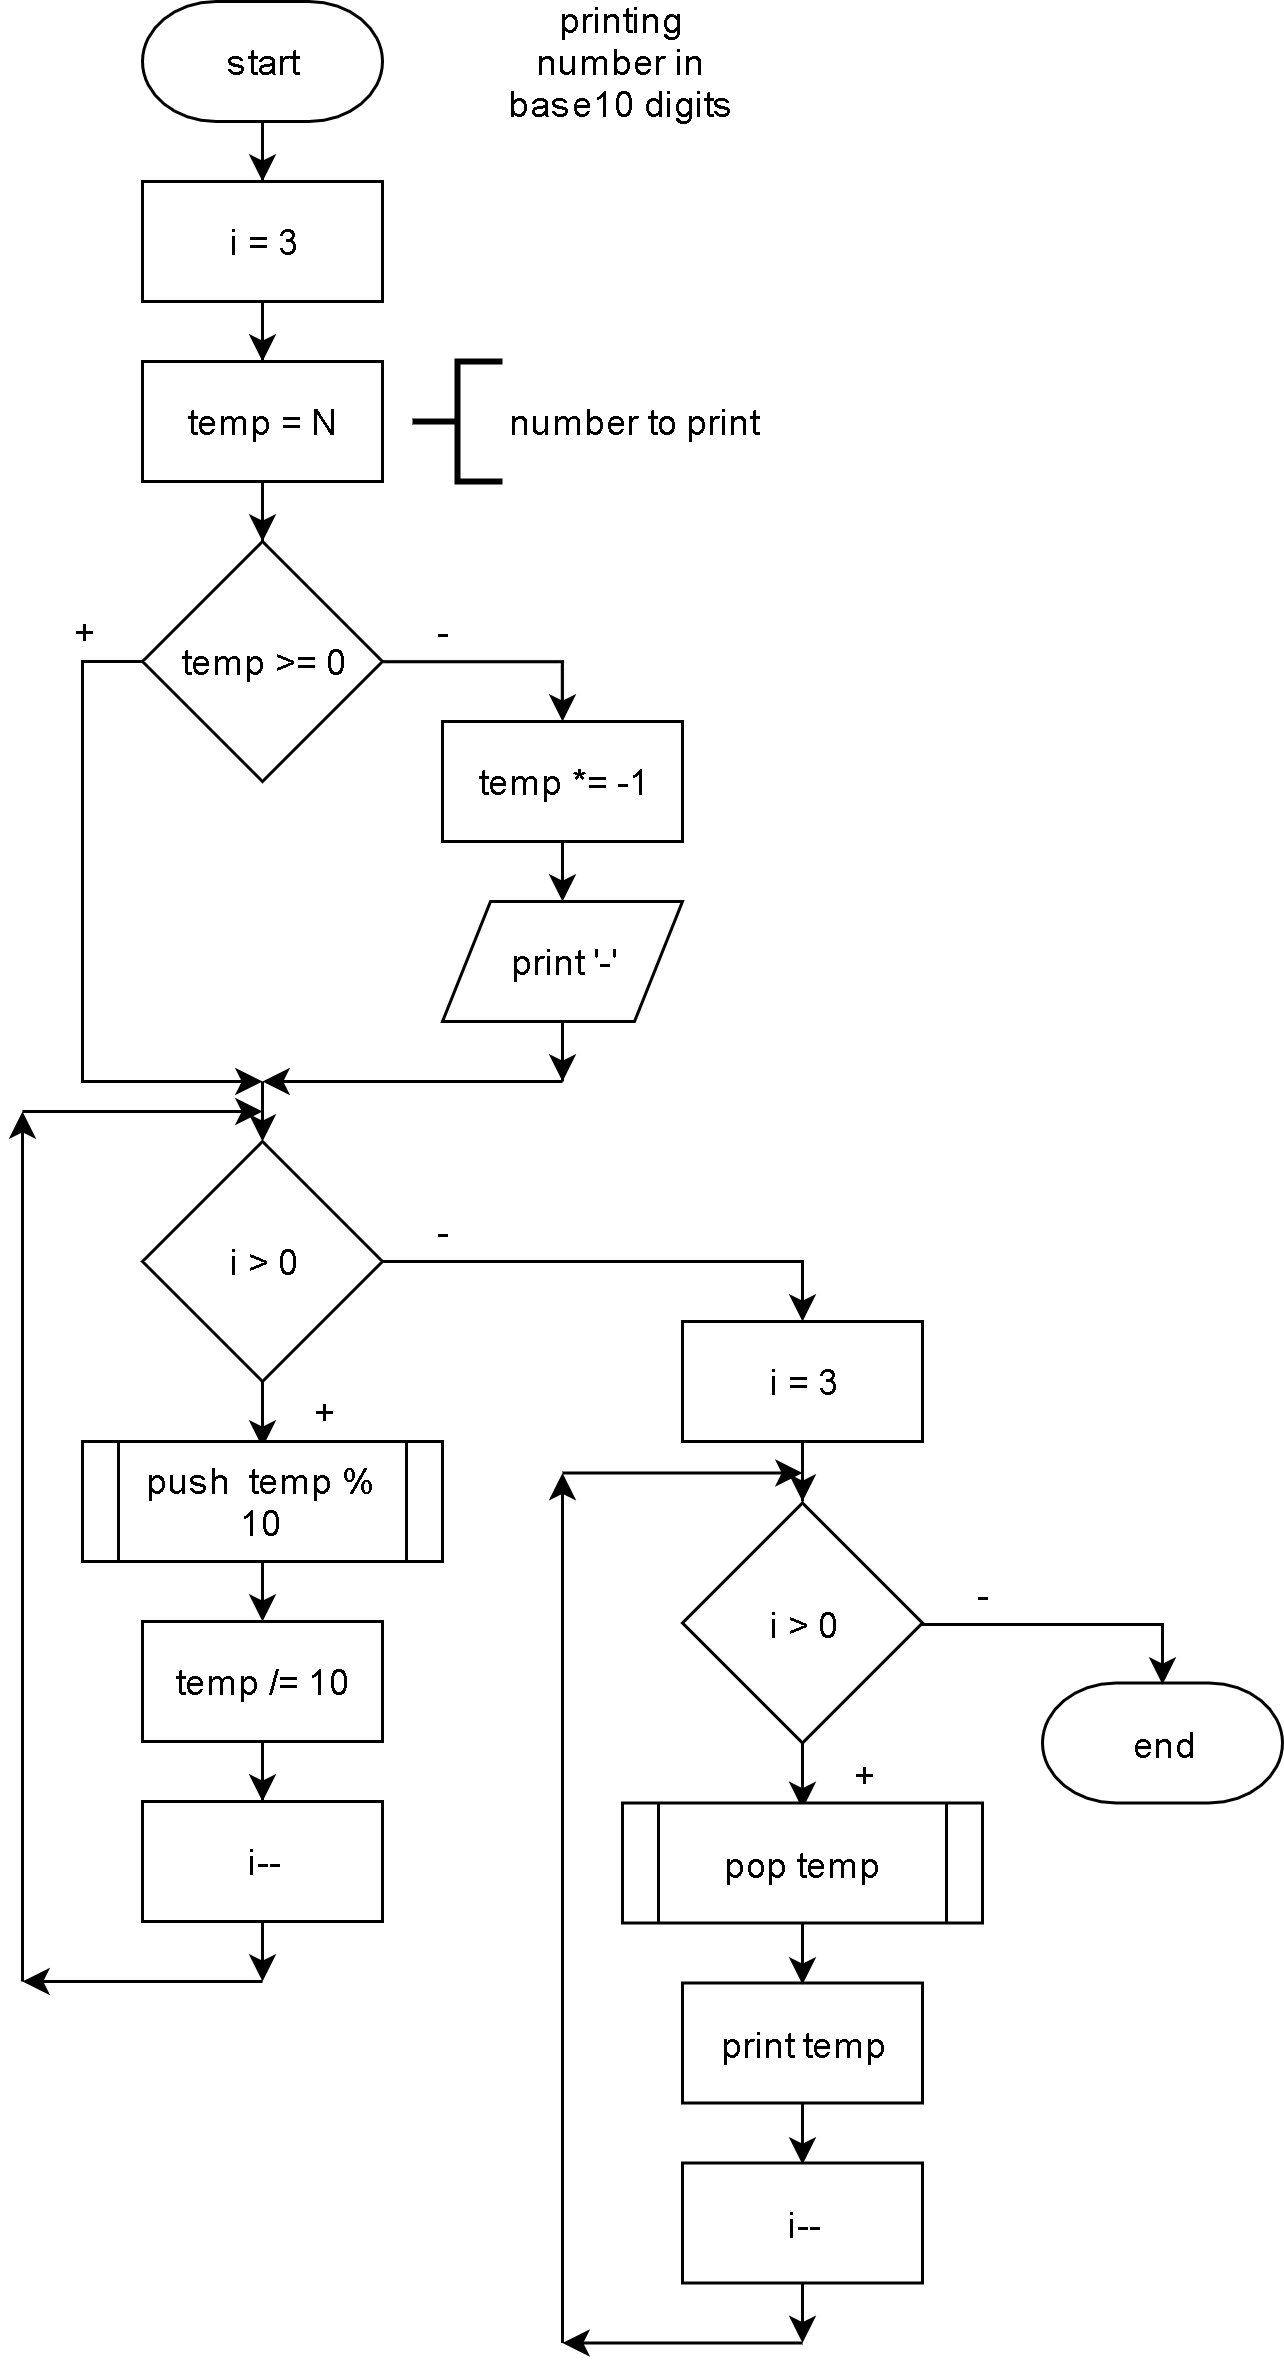 start
printing
number in
base10 digits
i = 3
temp = N
number to print
temp >= 0
+
-
temp *= -1
print '-'
i > 0
-
+
i = 3
push temp %
10
temp /= 10
i--
i > 0
-
+
end
pop temp
print temp
i--